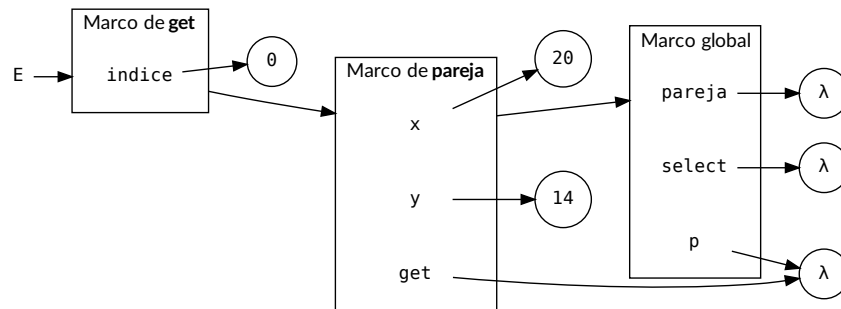 Marco de get
E
indice
0
Marco de pareja
x
20
y
14
get
Marco global
pareja
λ
select
λ
p
λ